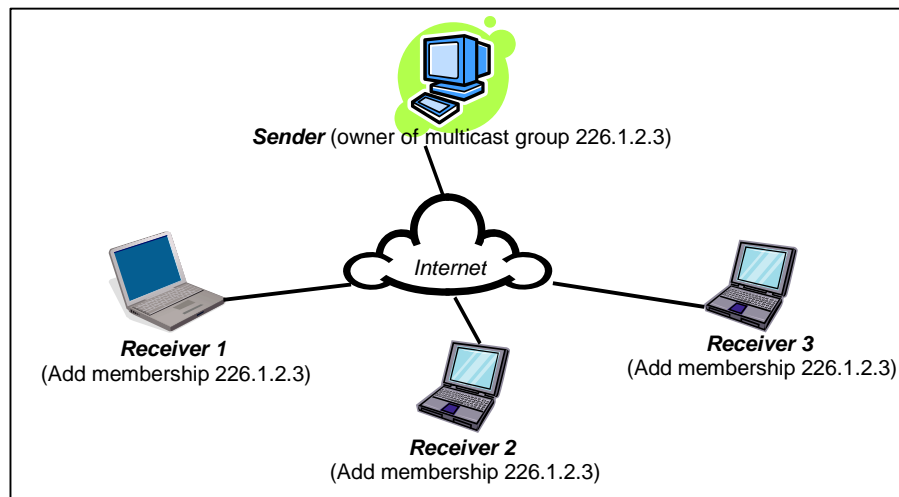 Sender (owner of multicast group 226.1.2.3)
Internet
Receiver 1
(Add membership 226.1.2.3)
Receiver 3
(Add membership 226.1.2.3)
Receiver 2
(Add membership 226.1.2.3)